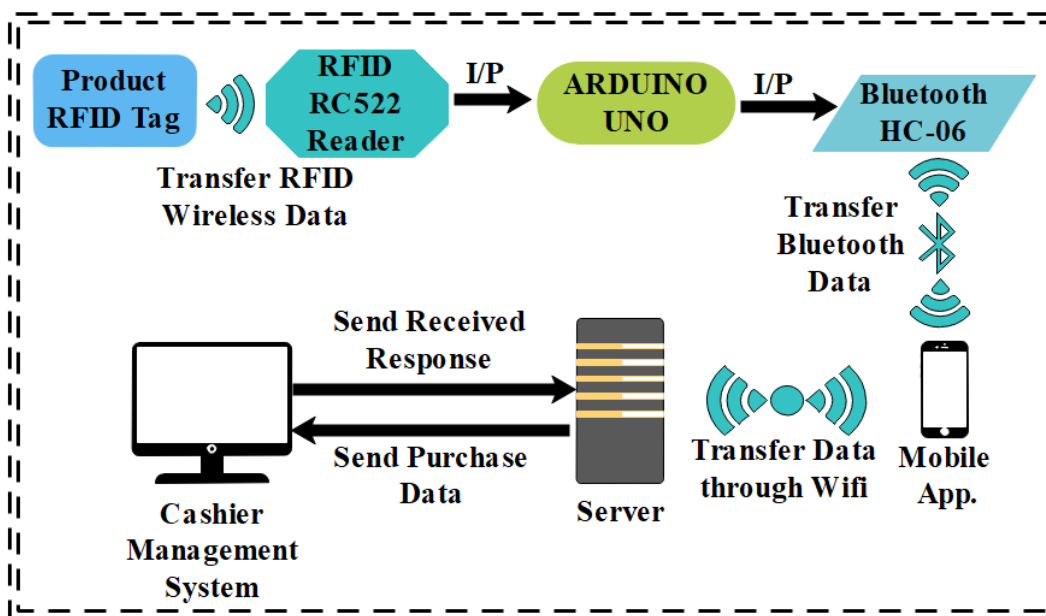 Product
RFID Tag
RFID
RC522
Reader
I/P
ARDUINO
UNO
I/P
Bluetooth
HC-06
Transfer RFID
Wireless Data
Transfer
Bluetooth
Data
Send Received
Response
Send Purchase
Data
Cashier
Management
System
Server
Transfer Data
through Wifi
Mobile
App.